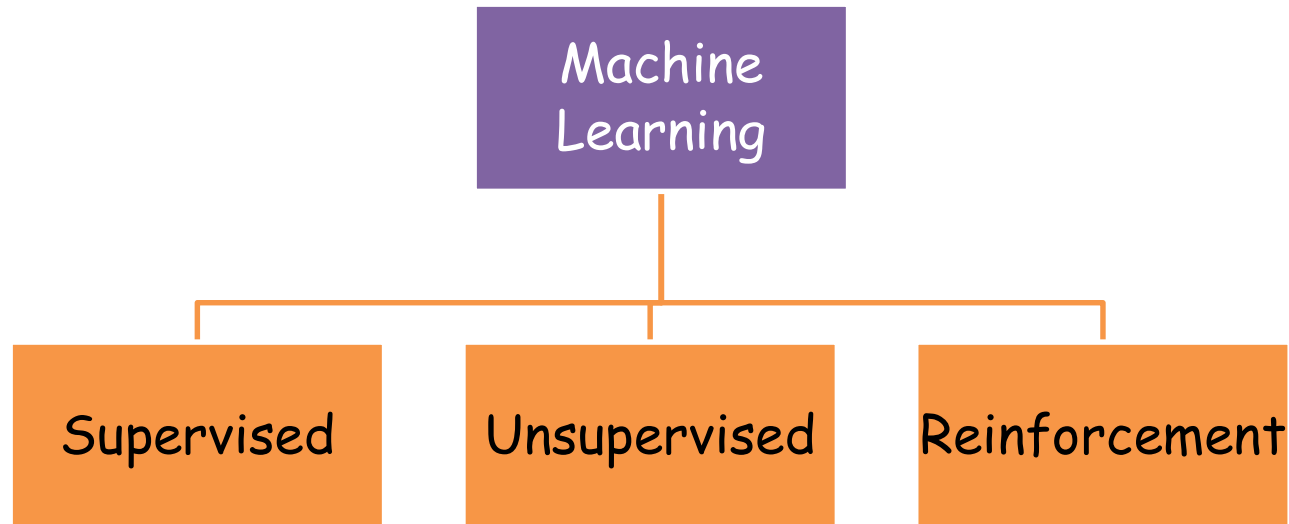 Machine
Learning
Supervised
Unsupervised
Reinforcement